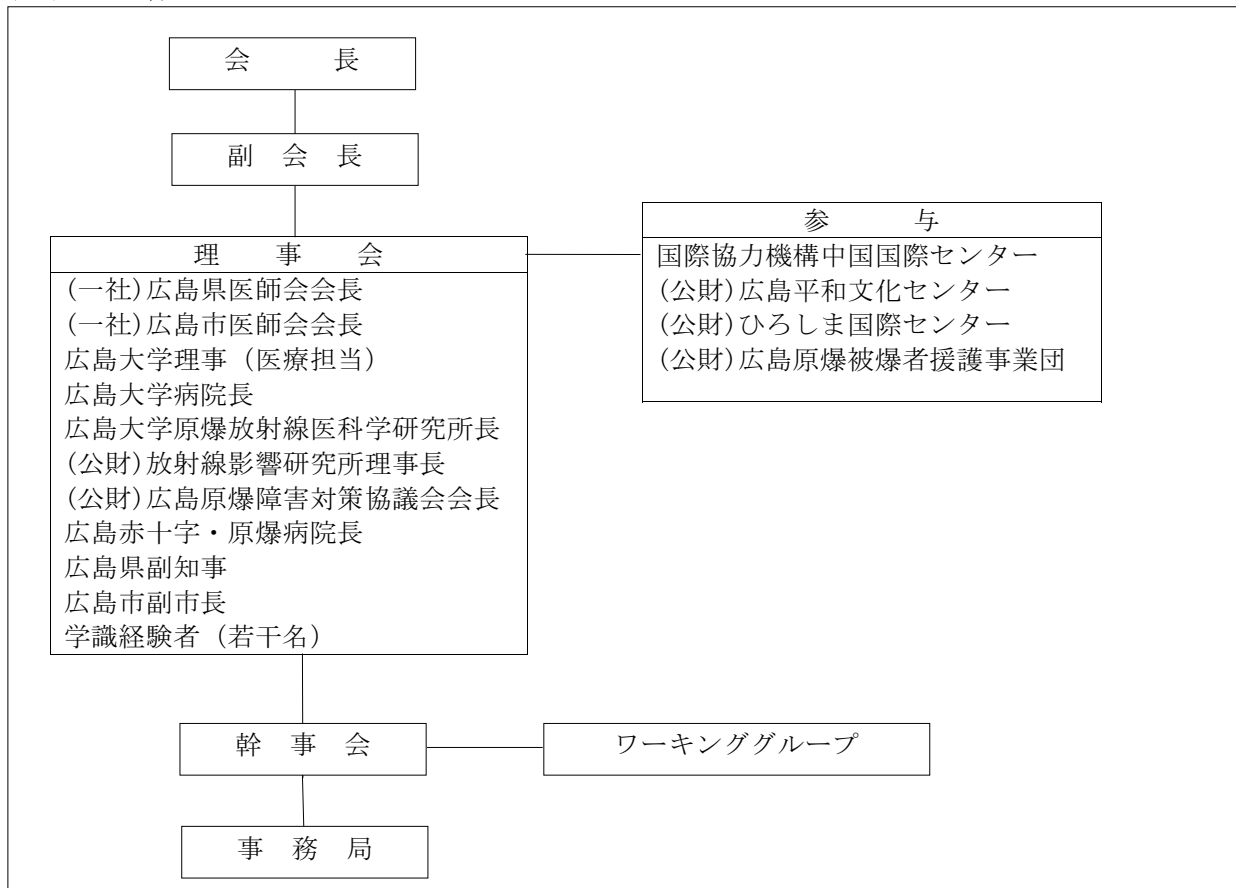 会長
副会長
理事会
(一社)広島県医師会会長
(一社)広島市医師会会長
広島大学理事（医療担当）
広島大学病院長
広島大学原爆放射線医科学研究所長
(公財)放射線影響研究所理事長
(公財)広島原爆障害対策協議会会長
広島赤十字・原爆病院長
広島県副知事
広島市副市長
学識経験者（若干名）
参与
国際協力機構中国国際センター
(公財)広島平和文化センター
(公財)ひろしま国際センター
(公財)広島原爆被爆者援護事業団
幹事会
ワーキンググループ
事務局